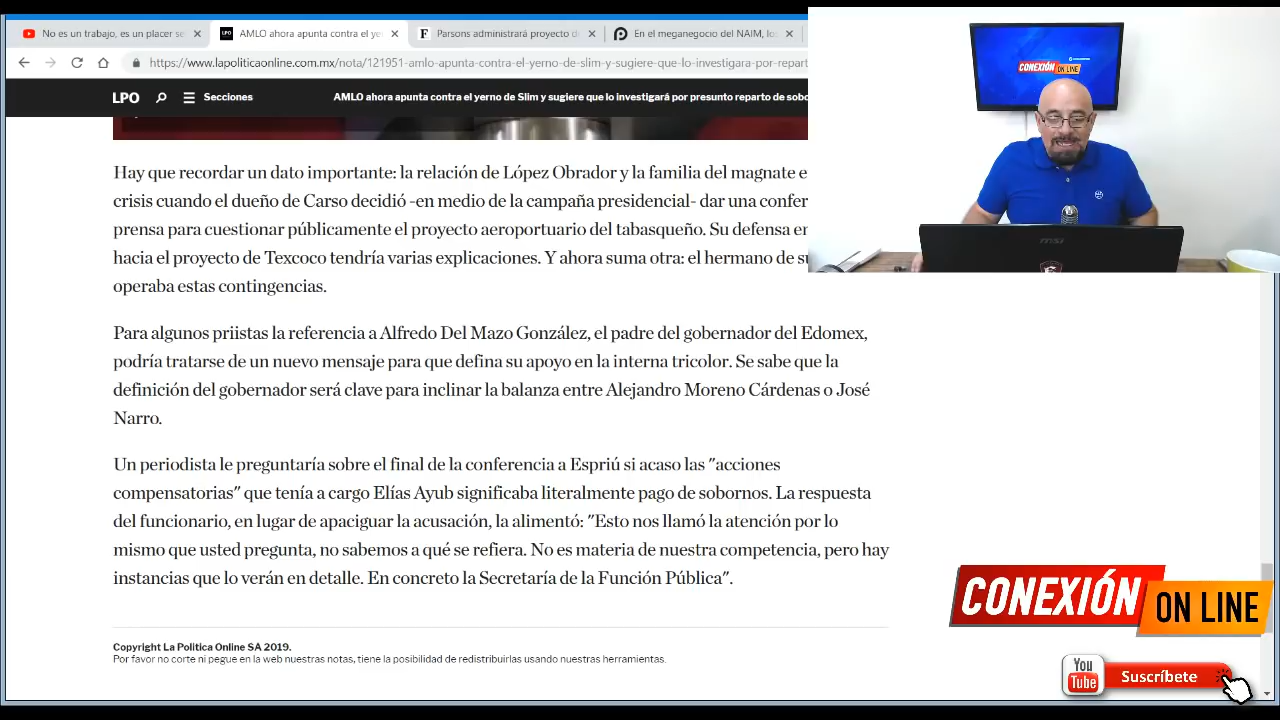 No es un trabajo, es un placer se
AMLO ahora apunta contra el ye
Parsons administrará proyecto d
En el meganegocio del NAIM, lo
https://www.lapoliticaonline.com.mx/nota/121951-amlo-apunta-contra-el-yerno-de-slim-y-sugiere-que-lo-investigara-por-repart
LPO Secciones AMLO ahora apunta contra el yerno de Slim y sugiere que lo investigará por presunto reparto de sobo
CONEXIÓN ON LINE
Hay que recordar un dato importante: la relación de López Obrador y la familia del magnate e
crisis cuando el dueño de Carso decidió -en medio de la campaña presidencial- dar una confer
prensa para cuestionar públicamente el proyecto aeroportuario del tabasqueño. Su defensa en
hacia el proyecto de Texcoco tendría varias explicaciones. Y ahora suma otra: el hermano de su
operaba estas contingencias.
msi
Para algunos priistas la referencia a Alfredo Del Mazo González, el padre del gobernador del Edomex,
podría tratarse de un nuevo mensaje para que defina su apoyo en la interna tricolor. Se sabe que la
definición del gobernador será clave para inclinar la balanza entre Alejandro Moreno Cárdenas o José
Narro.
Un periodista le preguntaría sobre el final de la conferencia a Espriú si acaso las "acciones
compensatorias" que tenía a cargo Elías Ayub significaba literalmente pago de sobornos. La respuesta
del funcionario, en lugar de apaciguar la acusación, la alimentó: "Esto nos llamó la atención por lo
mismo que usted pregunta, no sabemos a qué se refiera. No es materia de nuestra competencia, pero hay
instancias que lo verán en detalle. En concreto la Secretaría de la Función Pública".
CONEXIÓN
ON LINE
Copyright La Politica Online SA 2019.
Por favor no corte ni pegue en la web nuestras notas, tiene la posibilidad de redistribuirlas usando nuestras herramientas.
You
Tube
Suscríbete